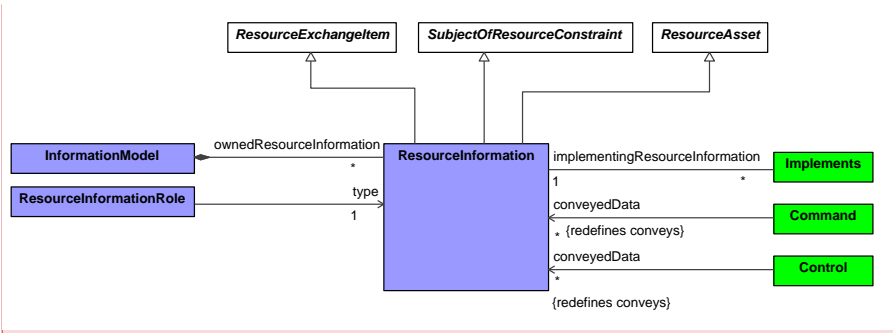 ResourceExchangeItem
SubjectOfResourceConstraint
ResourceAsset
InformationModel
ownedResourceInformation
*
ResourceInformation
implementingResourceInformation
1
*
Implements
ResourceInformationRole
type
1
conveyedData
* {redefines conveys}
Command
conveyedData
*
{redefines conveys}
Control